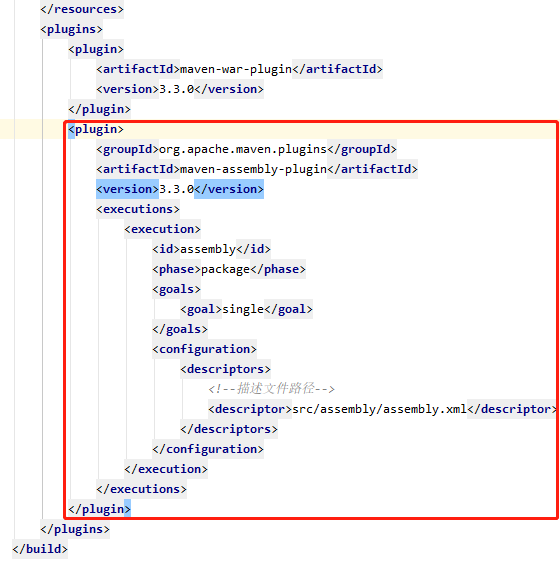 </resources>
<plugins>
<plugin>
<artifactId>maven-war-plugin</artifactId>
<version>3.3.0</version>
</plugin>
<plugin>
<groupId>org.apache.maven.plugins</groupId>
<artifactId>maven-assembly-plugin</artifactId>
<version>3.3.0</version>
<executions>
<execution>
<id>assembly</id>
<phase>package</phase>
<goals>
<goal>single</goal>
</goals>
<configuration>
<descriptors>
<!--描述文件路径-->
<descriptor>src/assembly/assembly.xml</descriptor>
</descriptors>
</configuration>
</execution>
</executions>
</plugin>
</plugins>
</build>